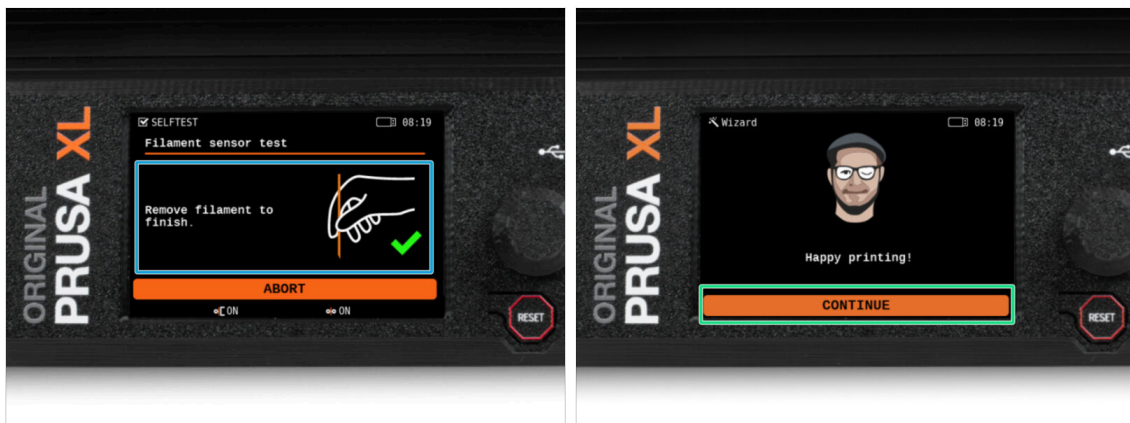 ORIGINAL
PRUSA XL
SELFTEST
08:19
Filament sensor test
Remove filament to
finish.
ABORT
ON
ON
RESET
ORIGINAL
PRUSA XL
Wizard
08:19
Happy printing!
CONTINUE
RESET